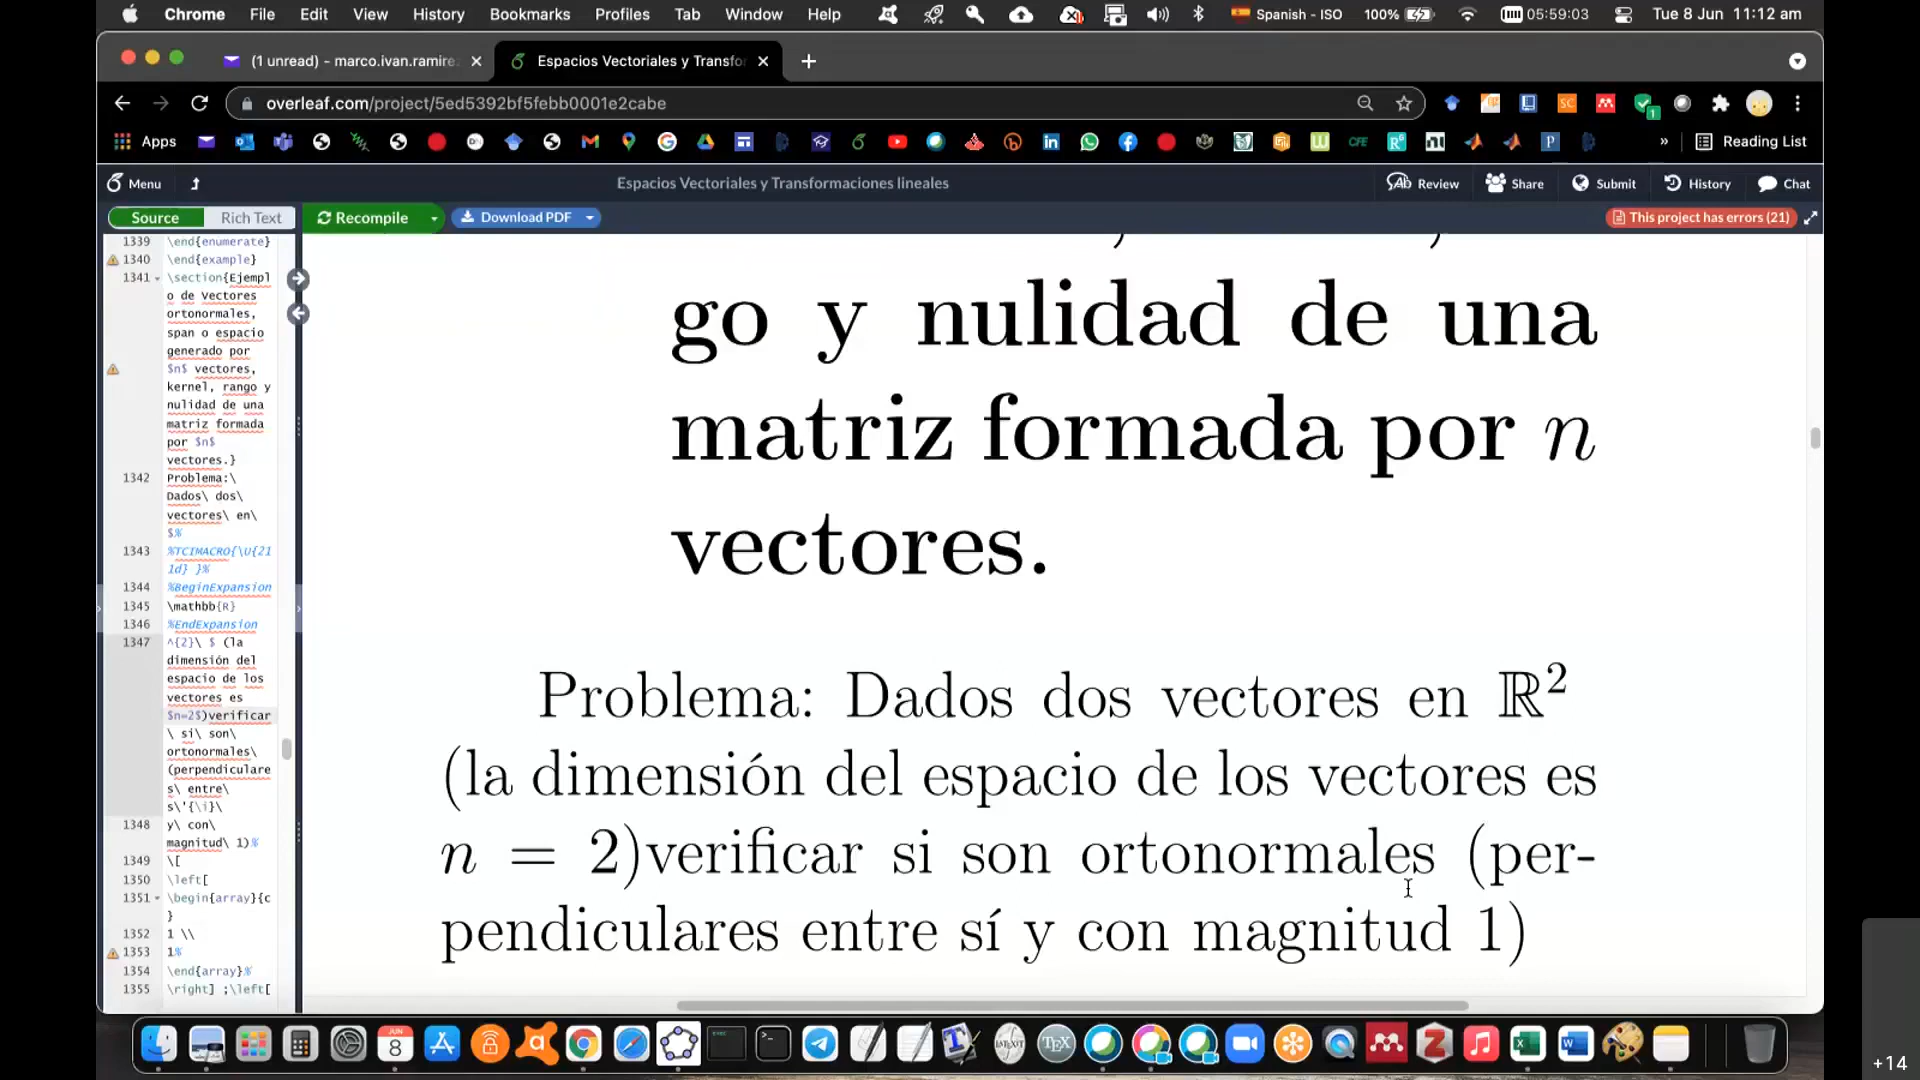 Chrome File Edit View History Bookmarks Profiles Tab Window Help Spanish - ISO 100% 05:59:03 Tue 8 Jun 11:12 am
(1 unread) - marco.ivan.ramire Espacios Vectoriales y Transfo
overleaf.com/project/5ed5392bf5febb0001e2cabe
Apps Reading List
Menu Espacios Vectoriales y Transformaciones lineales Review Share Submit History Chat
Source Rich Text Recompile Download PDF This project has errors (21)
1339 \end{enumerate}
1340 \end{example}
1341 \section{Ejempl
o de Vectores
ortonormales,
span o espacio
generado por
$n$ vectores,
kernel, rango y
nulidad de una
matriz formada
por $n$
vectores.}
1342 Problema:\
Dados\ dos\
vectores\ en\
$%
1343 %TCIMACRO{\U{21
1d} }%
1344 %BeginExpansion
1345 \mathbb{R}
1346 %EndExpansion
1347 ^{2}\ $ (la
dimensión del
espacio de los
vectores es
$n=2$)verificar
\ si\ son\
ortonormales\
(perpendiculare
s\ entre\
s\'{\i}\
1348 y\ con\
magnitud\ 1)%
1349 \[
1350 \left[
1351 \begin{array}{c
}
1352 1 \\
1353 1%
1354 \end{array}%
1355 \right] ;\left[
go y nulidad de una
matriz formada por n
vectores.
Problema: Dados dos vectores en ℝ²
(la dimensión del espacio de los vectores es
n = 2)verificar si son ortonormales (per-
pendiculares entre sí y con magnitud 1)
+14